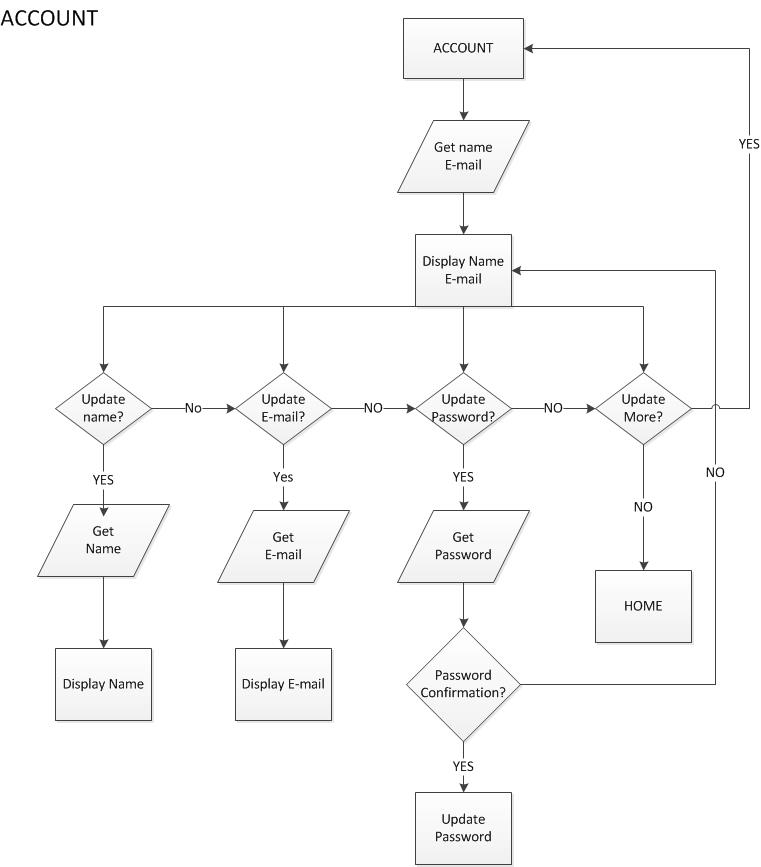 ACCOUNT
ACCOUNT
YES
Get name
E-mail
Display Name
E-mail
Update
name?
No
Update
E-mail?
NO
Update
Password?
NO
Update
More?
YES
Yes
YES
NO
NO
Get
Name
Get
E-mail
Get
Password
HOME
Display Name
Display E-mail
Password
Confirmation?
YES
Update
Password